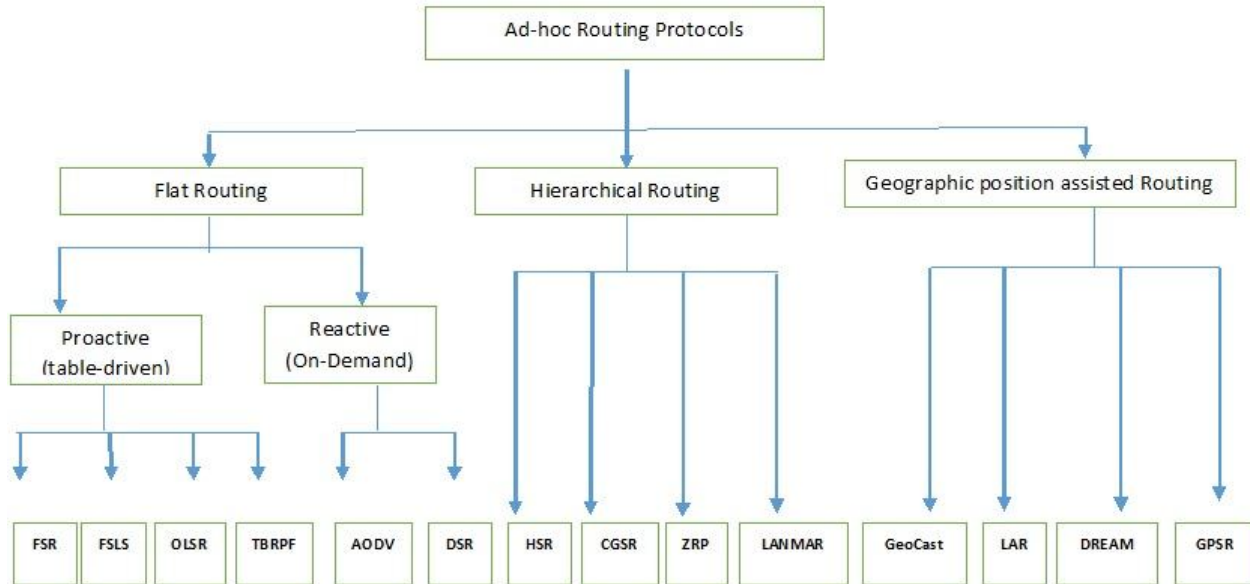 Ad-hoc Routing Protocols
Flat Routing
Hierarchical Routing
Geographic position assisted Routing
Proactive
(table-driven)
Reactive
(On-Demand)
FSR
FSLS
OLSR
TBRPF
AODV
DSR
HSR
CGSR
ZRP
LANMAR
GeoCast
LAR
DREAM
GPSR